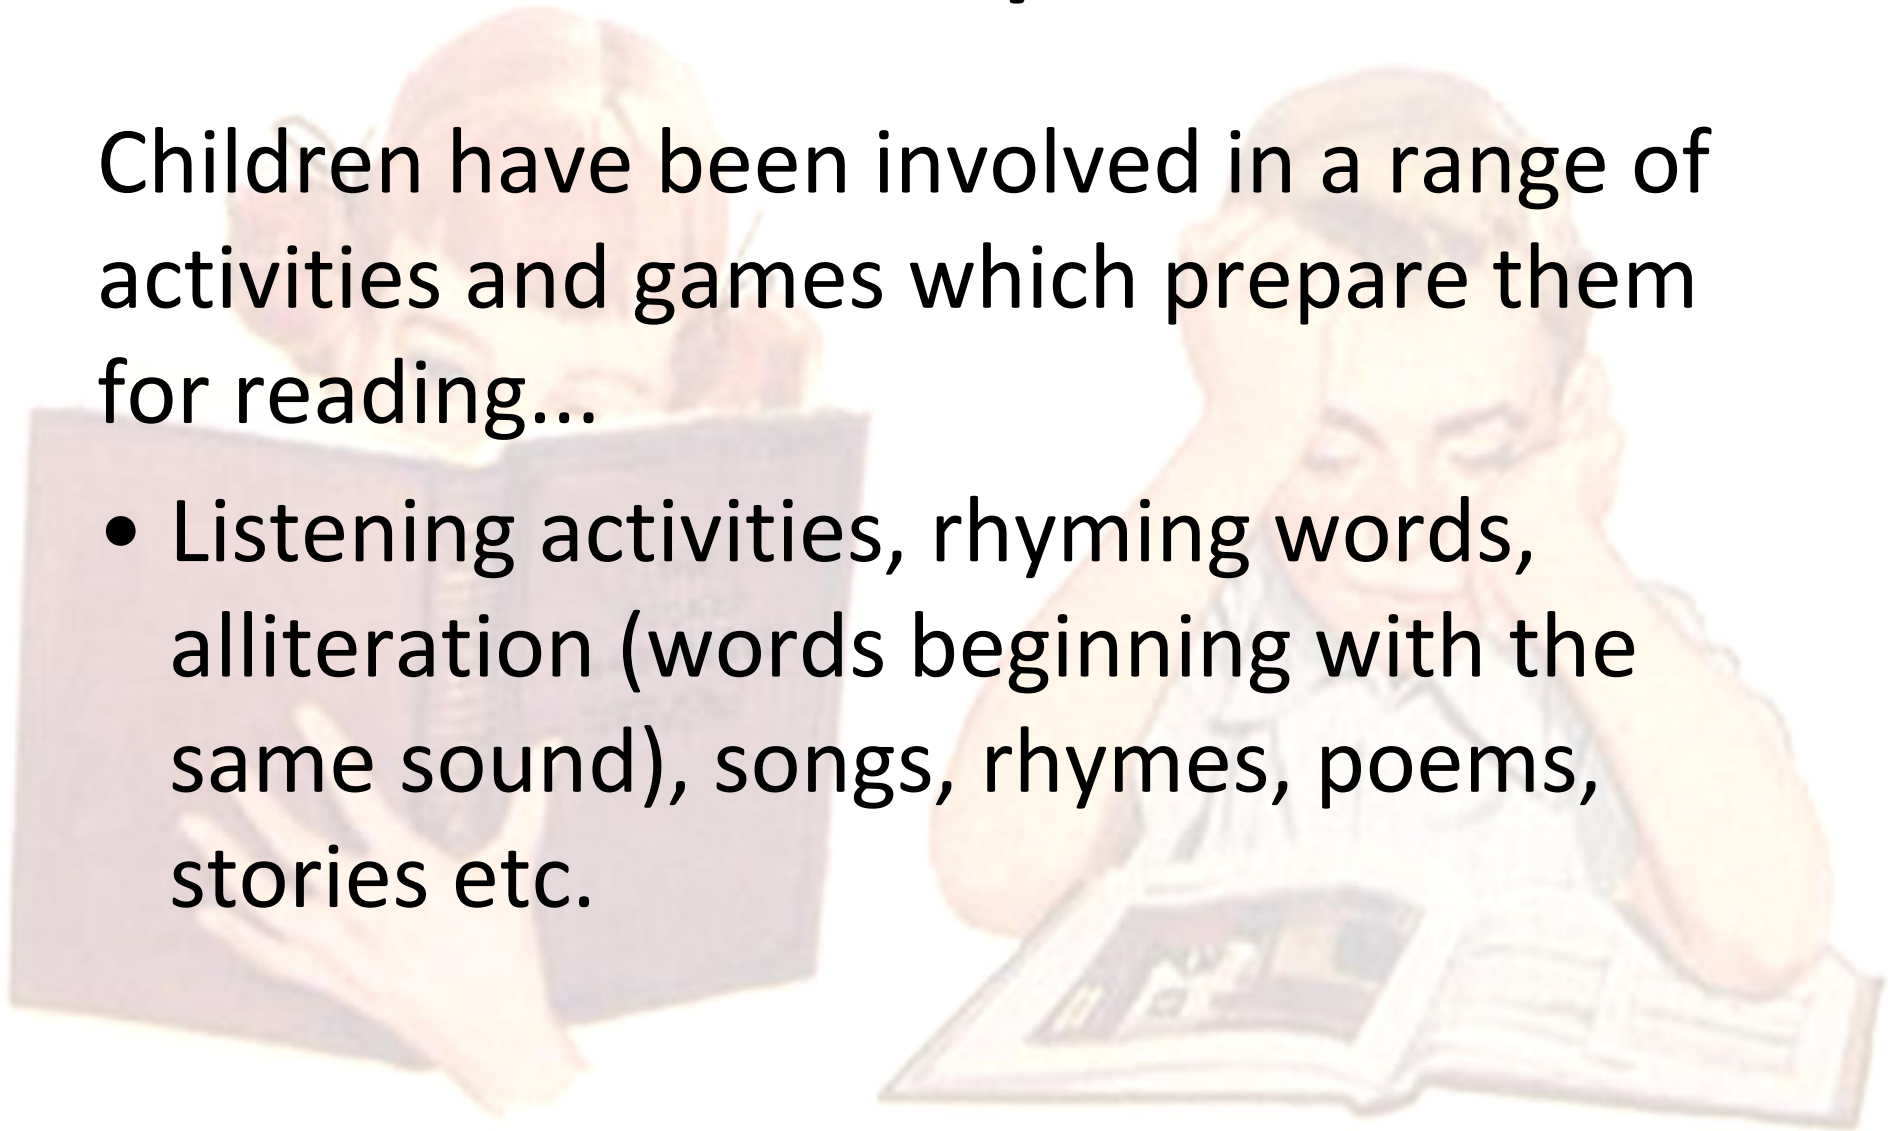 Children have been involved in a range of
activities and games which prepare them
for reading...
• Listening activities, rhyming words,
alliteration (words beginning with the
same sound), songs, rhymes, poems,
stories etc.